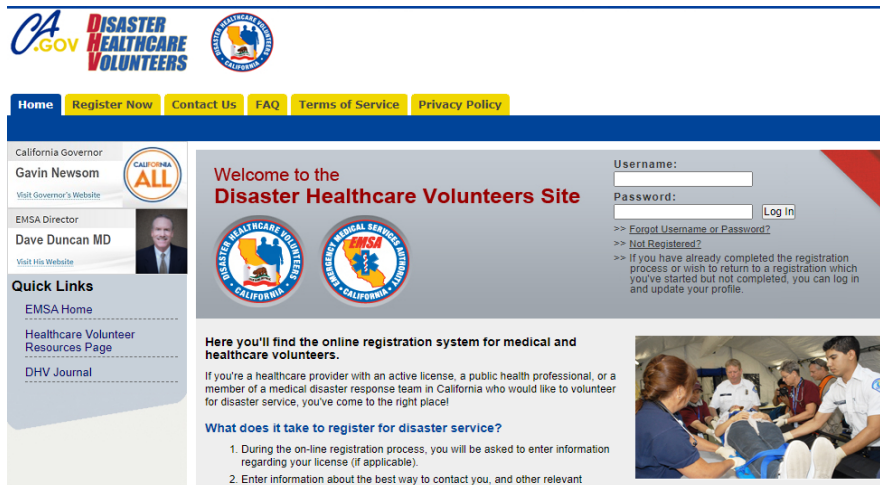 CA.GOV
DISASTER
HEALTHCARE
VOLUNTEERS
DISASTER HEALTHCARE VOLUNTEERS
CALIFORNIA
Home
Register Now
Contact Us
FAQ
Terms of Service
Privacy Policy
California Governor
Gavin Newsom
Visit Governor's Website
CALIFORNIA
ALL
EMSA Director
Dave Duncan MD
Visit His Website
Quick Links
EMSA Home
Healthcare Volunteer
Resources Page
DHV Journal
Welcome to the
Disaster Healthcare Volunteers Site
DISASTER HEALTHCARE VOLUNTEERS
CALIFORNIA
EMERGENCY MEDICAL SERVICES AUTHORITY
EMSA
CALIFORNIA
Username:
Password:
Log In
>> Forgot Username or Password?
>> Not Registered?
>> If you have already completed the registration
process or wish to return to a registration which
you've started but not completed, you can log in
and update your profile.
Here you'll find the online registration system for medical and
healthcare volunteers.
If you're a healthcare provider with an active license, a public health professional, or a
member of a medical disaster response team in California who would like to volunteer
for disaster service, you've come to the right place!
What does it take to register for disaster service?
1. During the on-line registration process, you will be asked to enter information
regarding your license (if applicable).
2. Enter information about the best way to contact you, and other relevant